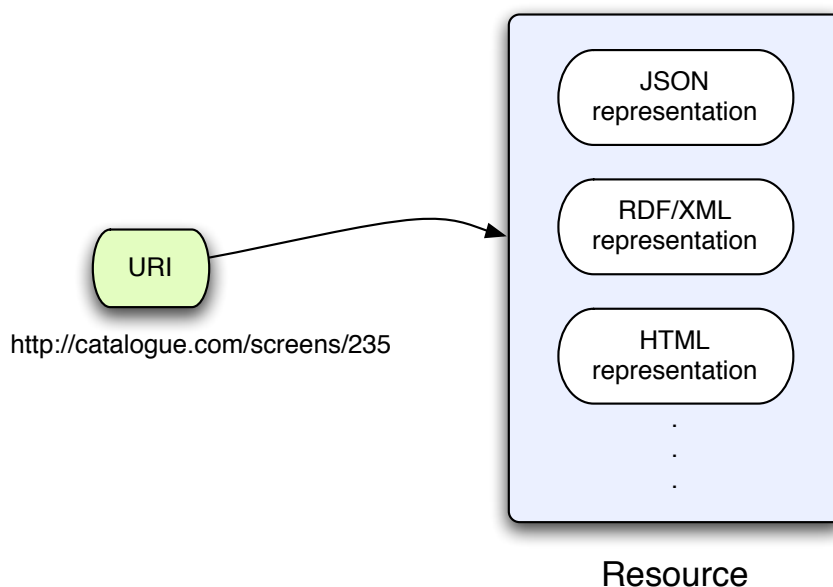 URI
http://catalogue.com/screens/235
JSON
representation
RDF/XML
representation
HTML
representation
.
.
.
Resource